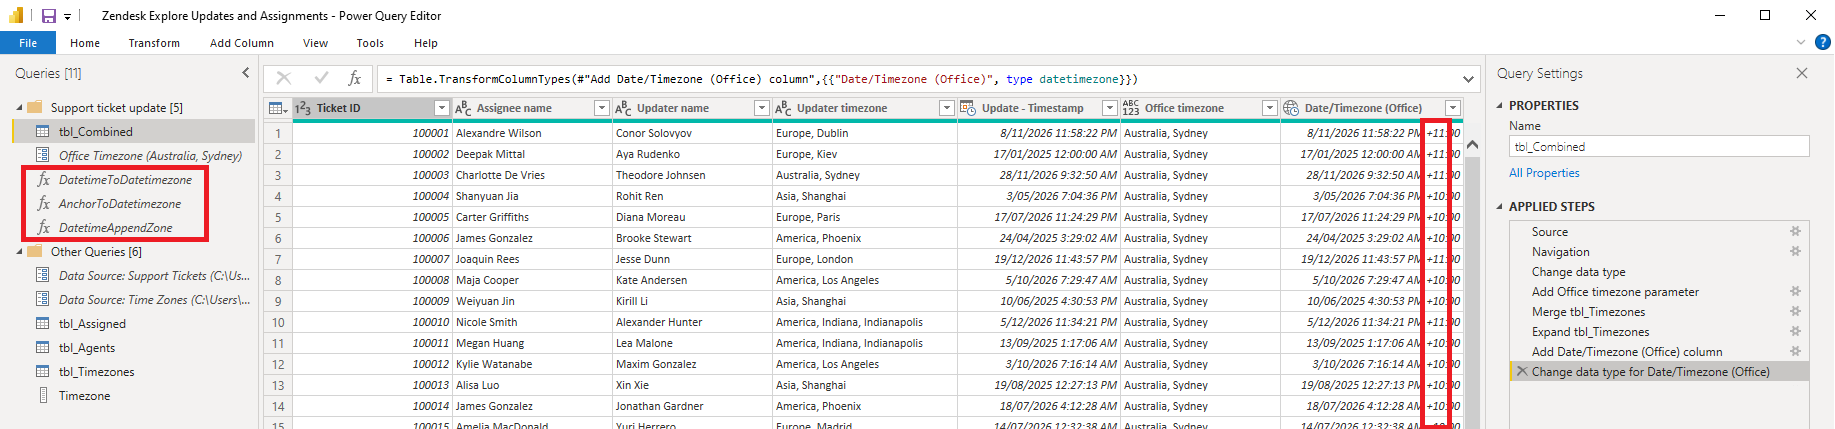 Zendesk Explore Updates and Assignments - Power Query Editor
File Home Transform Add Column View Tools Help
Queries [11]
Support ticket update [5]
tbl_Combined
Office Timezone (Australia, Sydney)
DatetimeToDatetimezone
AnchorToDatetimezone
DatetimeAppendZone
Other Queries [6]
Data Source: Support Tickets (C:\Us...
Data Source: Time Zones (C:\Users\...
tbl_Assigned
tbl_Agents
tbl_Timezones
Timezone
= Table.TransformColumnTypes(#"Add Date/Timezone (Office) column",{{"Date/Timezone (Office)", type datetimezone}})
Ticket ID Assignee name Updater name Updater timezone Update - Timestamp Office timezone Date/Timezone (Office)
1 100001 Alexandre Wilson Conor Solovyov Europe, Dublin 8/11/2026 11:58:22 PM Australia, Sydney 8/11/2026 11:58:22 PM +11:00
2 100002 Deepak Mittal Aya Rudenko Europe, Kiev 17/01/2025 12:00:00 AM Australia, Sydney 17/01/2025 12:00:00 AM +11:00
3 100003 Charlotte De Vries Theodore Johnsen Australia, Sydney 28/11/2026 9:32:50 AM Australia, Sydney 28/11/2026 9:32:50 AM +11:00
4 100004 Shanyuan Jia Rohit Ren Asia, Shanghai 3/05/2026 7:04:36 PM Australia, Sydney 3/05/2026 7:04:36 PM +10:00
5 100005 Carter Griffiths Diana Moreau Europe, Paris 17/07/2026 11:24:29 PM Australia, Sydney 17/07/2026 11:24:29 PM +10:00
6 100006 James Gonzalez Brooke Stewart America, Phoenix 24/04/2025 3:29:02 AM Australia, Sydney 24/04/2025 3:29:02 AM +10:00
7 100007 Joaquin Rees Jesse Dunn Europe, London 19/12/2026 11:43:57 PM Australia, Sydney 19/12/2026 11:43:57 PM +11:00
8 100008 Maja Cooper Kate Andersen America, Los Angeles 5/10/2026 7:29:47 AM Australia, Sydney 5/10/2026 7:29:47 AM +10:00
9 100009 Weiyuan Jin Kirill Li Asia, Shanghai 10/06/2025 4:30:53 PM Australia, Sydney 10/06/2025 4:30:53 PM +10:00
10 100010 Nicole Smith Alexander Hunter America, Indiana, Indianapolis 5/12/2026 11:34:21 PM Australia, Sydney 5/12/2026 11:34:21 PM +11:00
11 100011 Megan Huang Lea Malone America, Indiana, Indianapolis 13/09/2025 1:17:06 AM Australia, Sydney 13/09/2025 1:17:06 AM +10:00
12 100012 Kylie Watanabe Maxim Gonzalez America, Los Angeles 3/10/2026 7:16:14 AM Australia, Sydney 3/10/2026 7:16:14 AM +10:00
13 100013 Alisa Luo Xin Xie Asia, Shanghai 19/08/2025 12:27:13 PM Australia, Sydney 19/08/2025 12:27:13 PM +10:00
14 100014 James Gonzalez Jonathan Gardner America, Phoenix 18/07/2026 4:12:28 AM Australia, Sydney 18/07/2026 4:12:28 AM +10:00
15 100015 Amelia MacDonald Yuri Herrero Europe, Madrid 14/07/2026 12:32:38 AM Australia, Sydney 14/07/2026 12:32:38 AM +10:00
Query Settings
PROPERTIES
Name
tbl_Combined
All Properties
APPLIED STEPS
Source
Navigation
Change data type
Add Office timezone parameter
Merge tbl_Timezones
Expand tbl_Timezones
Add Date/Timezone (Office) column
Change data type for Date/Timezone (Office)